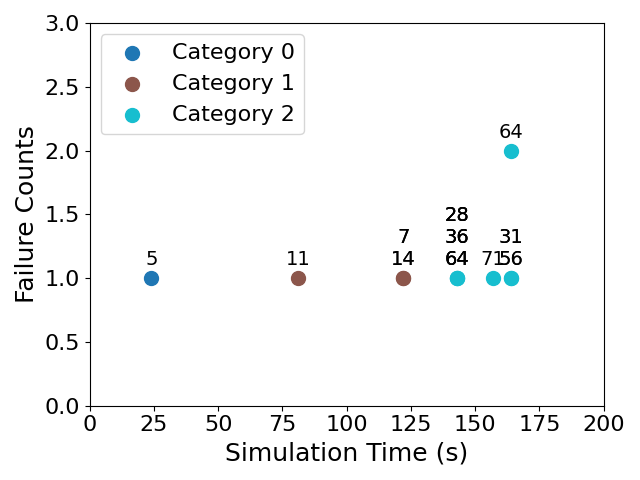 3.0
2.5
2.0
1.5
1.0
0.5
0.0
Failure Counts
Category 0
Category 1
Category 2
64
28
7 36 31
5 11 14 64 71 56
0 25 50 75 100 125 150 175 200
Simulation Time (s)